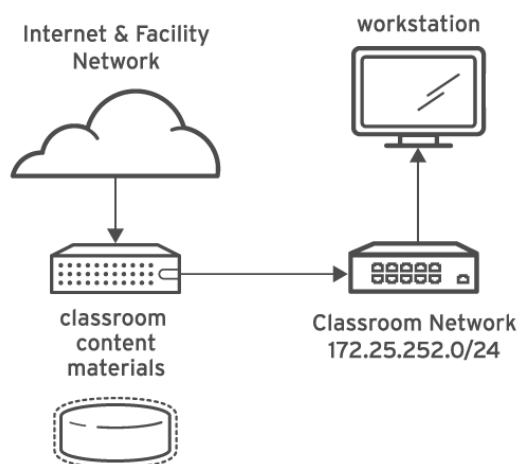 Internet & Facility
Network
workstation
classroom
content
materials
Classroom Network
172.25.252.0/24